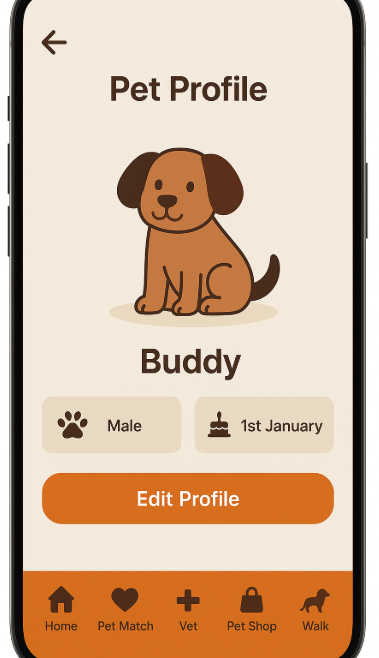 Pet Profile
Buddy
Male
1st January
Edit Profile
Home
Pet Match
Vet
Pet Shop
Walk